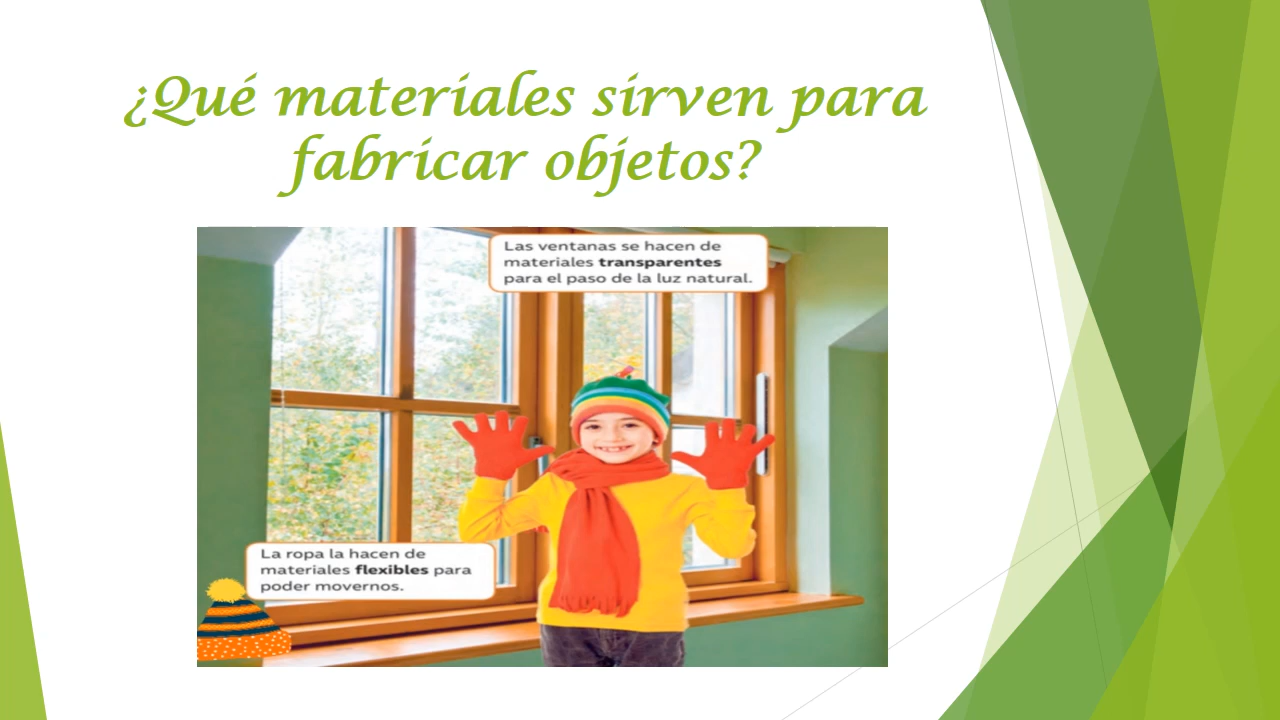 ¿Qué materiales sirven para
fabricar objetos?
Las ventanas se hacen de
materiales transparentes
para el paso de la luz natural.
La ropa la hacen de
materiales flexibles para
poder movernos.